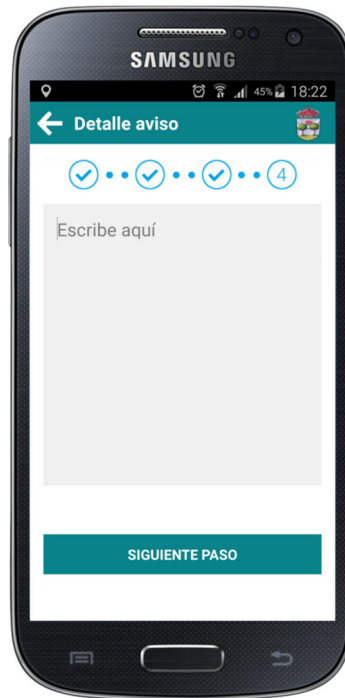 SAMSUNG
45% 18:22
Detalle aviso
4
Escribe aquí
SIGUIENTE PASO